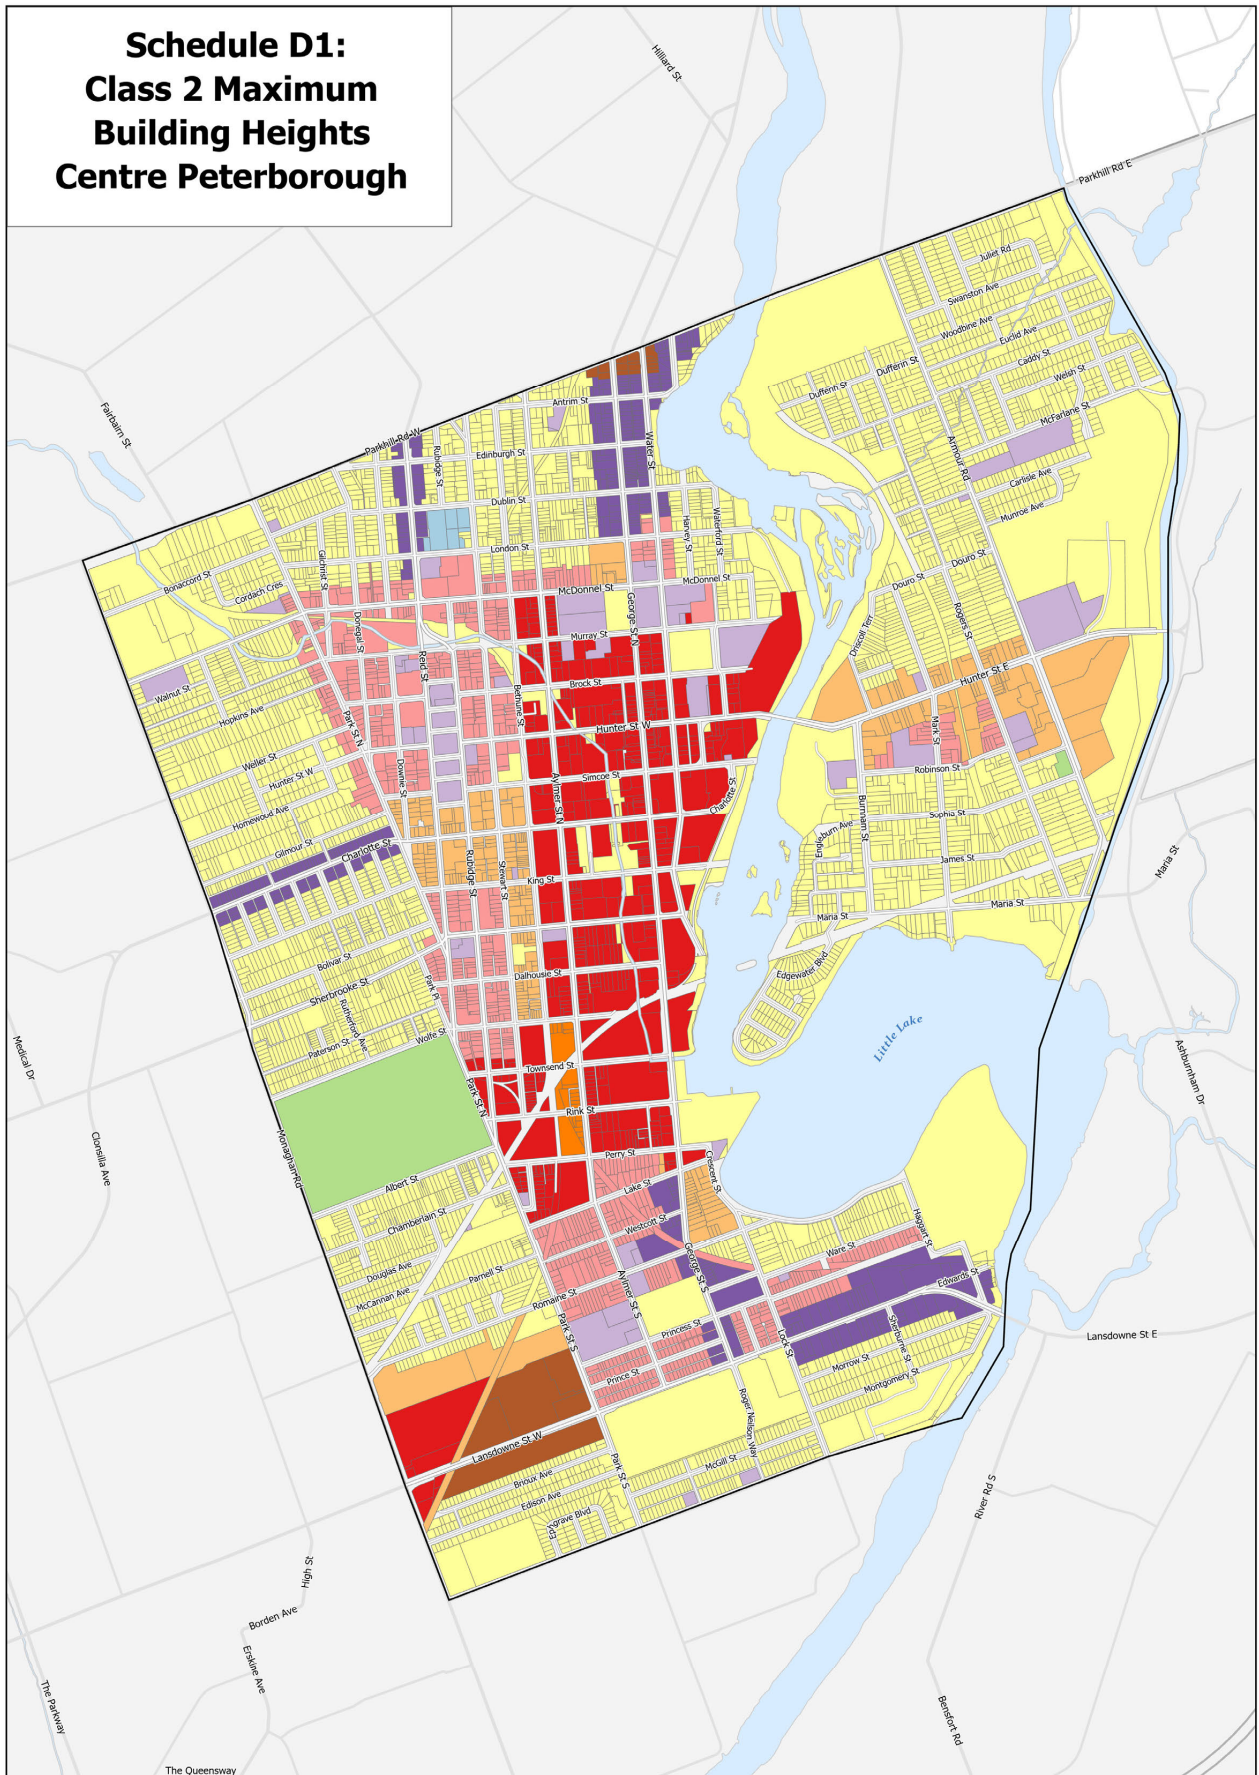 Schedule D1:
Class 2 Maximum
Building Heights
Centre Peterborough
Hilliard St
Parkhill Rd E
Juliet Rd
Swanston Ave
Woodbine Ave
Euclid Ave
Caddy St
Welsh St
Dufferin St
Dufferin St
McFarlane St
Antrim St
Fairbairn St
Parkhill Rd W
Rubidge St
Edinburgh St
Water St
Armour Rd
Carlisle Ave
Dublin St
Munroe Ave
Harvey St
Waterford St
London St
Gilchrist St
Bonaccord St
Cordach Cres
McDonnel St
McDonnel St
Douro St
Douro St
Donegal St
George St N
Rogers St
Murray St
Driscoll Terr
Reid St
Hunter St E
Walnut St
Brock St
Bethune St
Hopkins Ave
Park St N
Hunter St W
Mark St
Weller St
Downie St
Robinson St
Hunter St W
Simcoe St
Aylmer St N
Charlotte St
Homewood Ave
Burnham St
Sophia St
Engleburn Ave
Gilmour St
Charlotte St
Rubidge St
Stewart St
James St
Maria St
King St
Maria St
Maria St
Bolivar St
Edgewater Blvd
Dalhousie St
Sherbrooke St
Park Pl
Rutherford Ave
Little Lake
Wolfe St
Paterson St
Medical Dr
Townsend St
Ashburnham Dr
Park St N
Rink St
Clonsilla Ave
Monaghan Rd
Perry St
Crescent St
Albert St
Lake St
Chamberlain St
Westcott St
Haggart St
Ware St
George St S
Douglas Ave
Parnell St
Aylmer St S
Edwards St
McCannan Ave
Romaine St
Park St S
Princess St
Lock St
Sherburne St
Lansdowne St E
Morrow St
Prince St
Montgomery St
Roger Neilson Way
Lansdowne St W
McGill St
Brioux Ave
Park St S
Edison Ave
River Rd S
High St
Borden Ave
Erskine Ave
The Parkway
Bensfort Rd
The Queensway